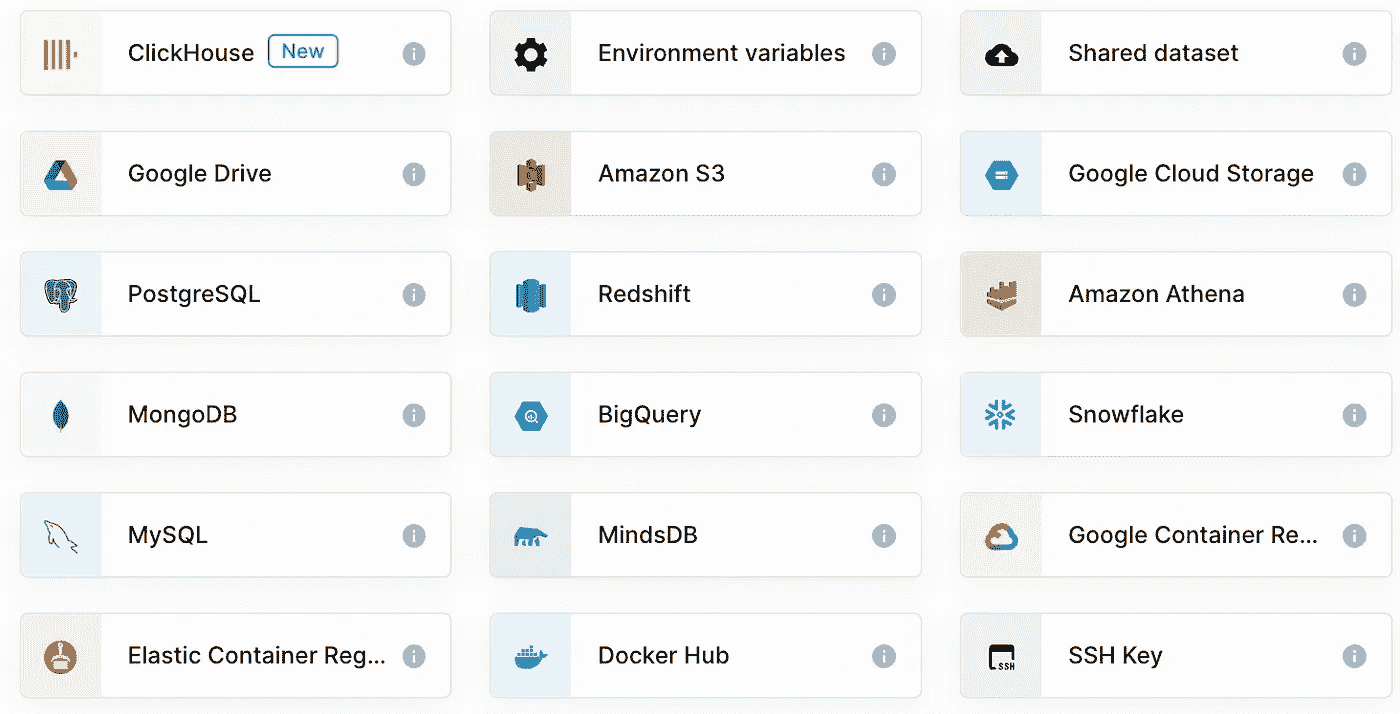 ClickHouse New
Environment variables
Shared dataset
Google Drive
Amazon S3
Google Cloud Storage
PostgreSQL
Redshift
Amazon Athena
MongoDB
BigQuery
Snowflake
MySQL
MindsDB
Google Container Re...
Elastic Container Reg...
Docker Hub
SSH Key
SSH